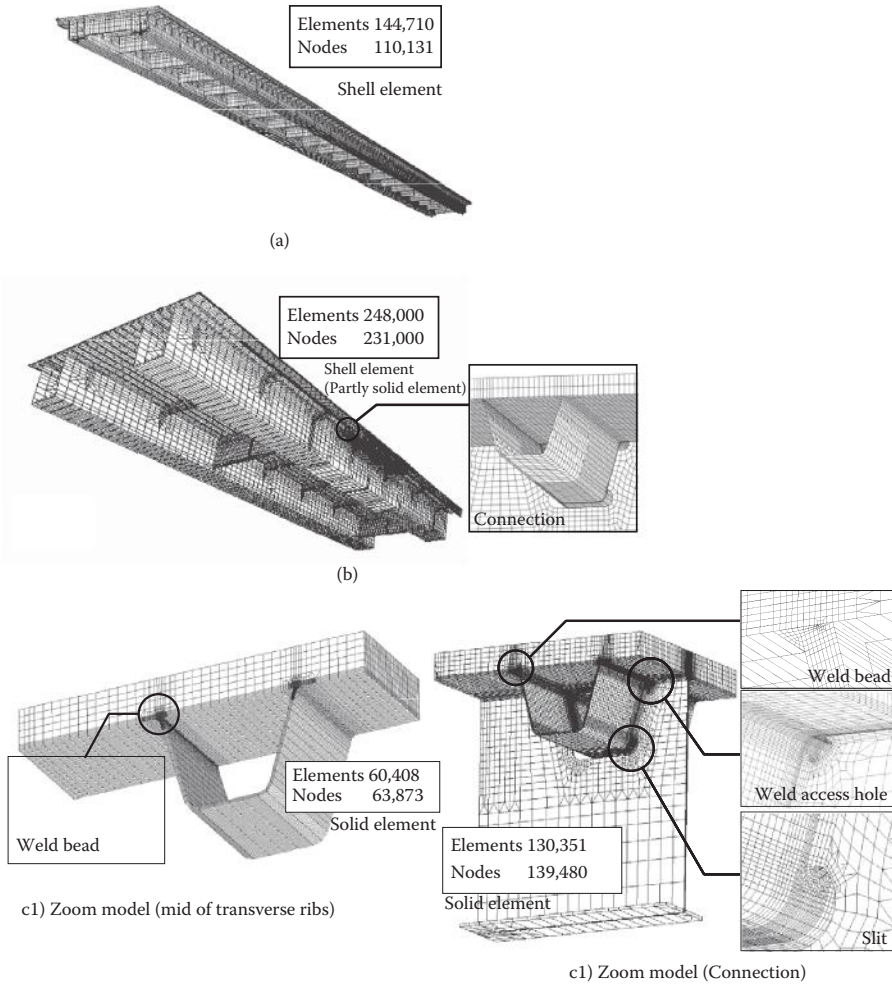 Elements 144,710
Nodes 110,131
Shell element
(a)
Elements 248,000
Nodes 231,000
Shell element
(Partly solid element)
Connection
(b)
Weld bead
Elements 60,408
Nodes 63,873
Solid element
c1) Zoom model (mid of transverse ribs)
Weld bead
Weld access hole
Slit
Elements 130,351
Nodes 139,480
Solid element
c1) Zoom model (Connection)